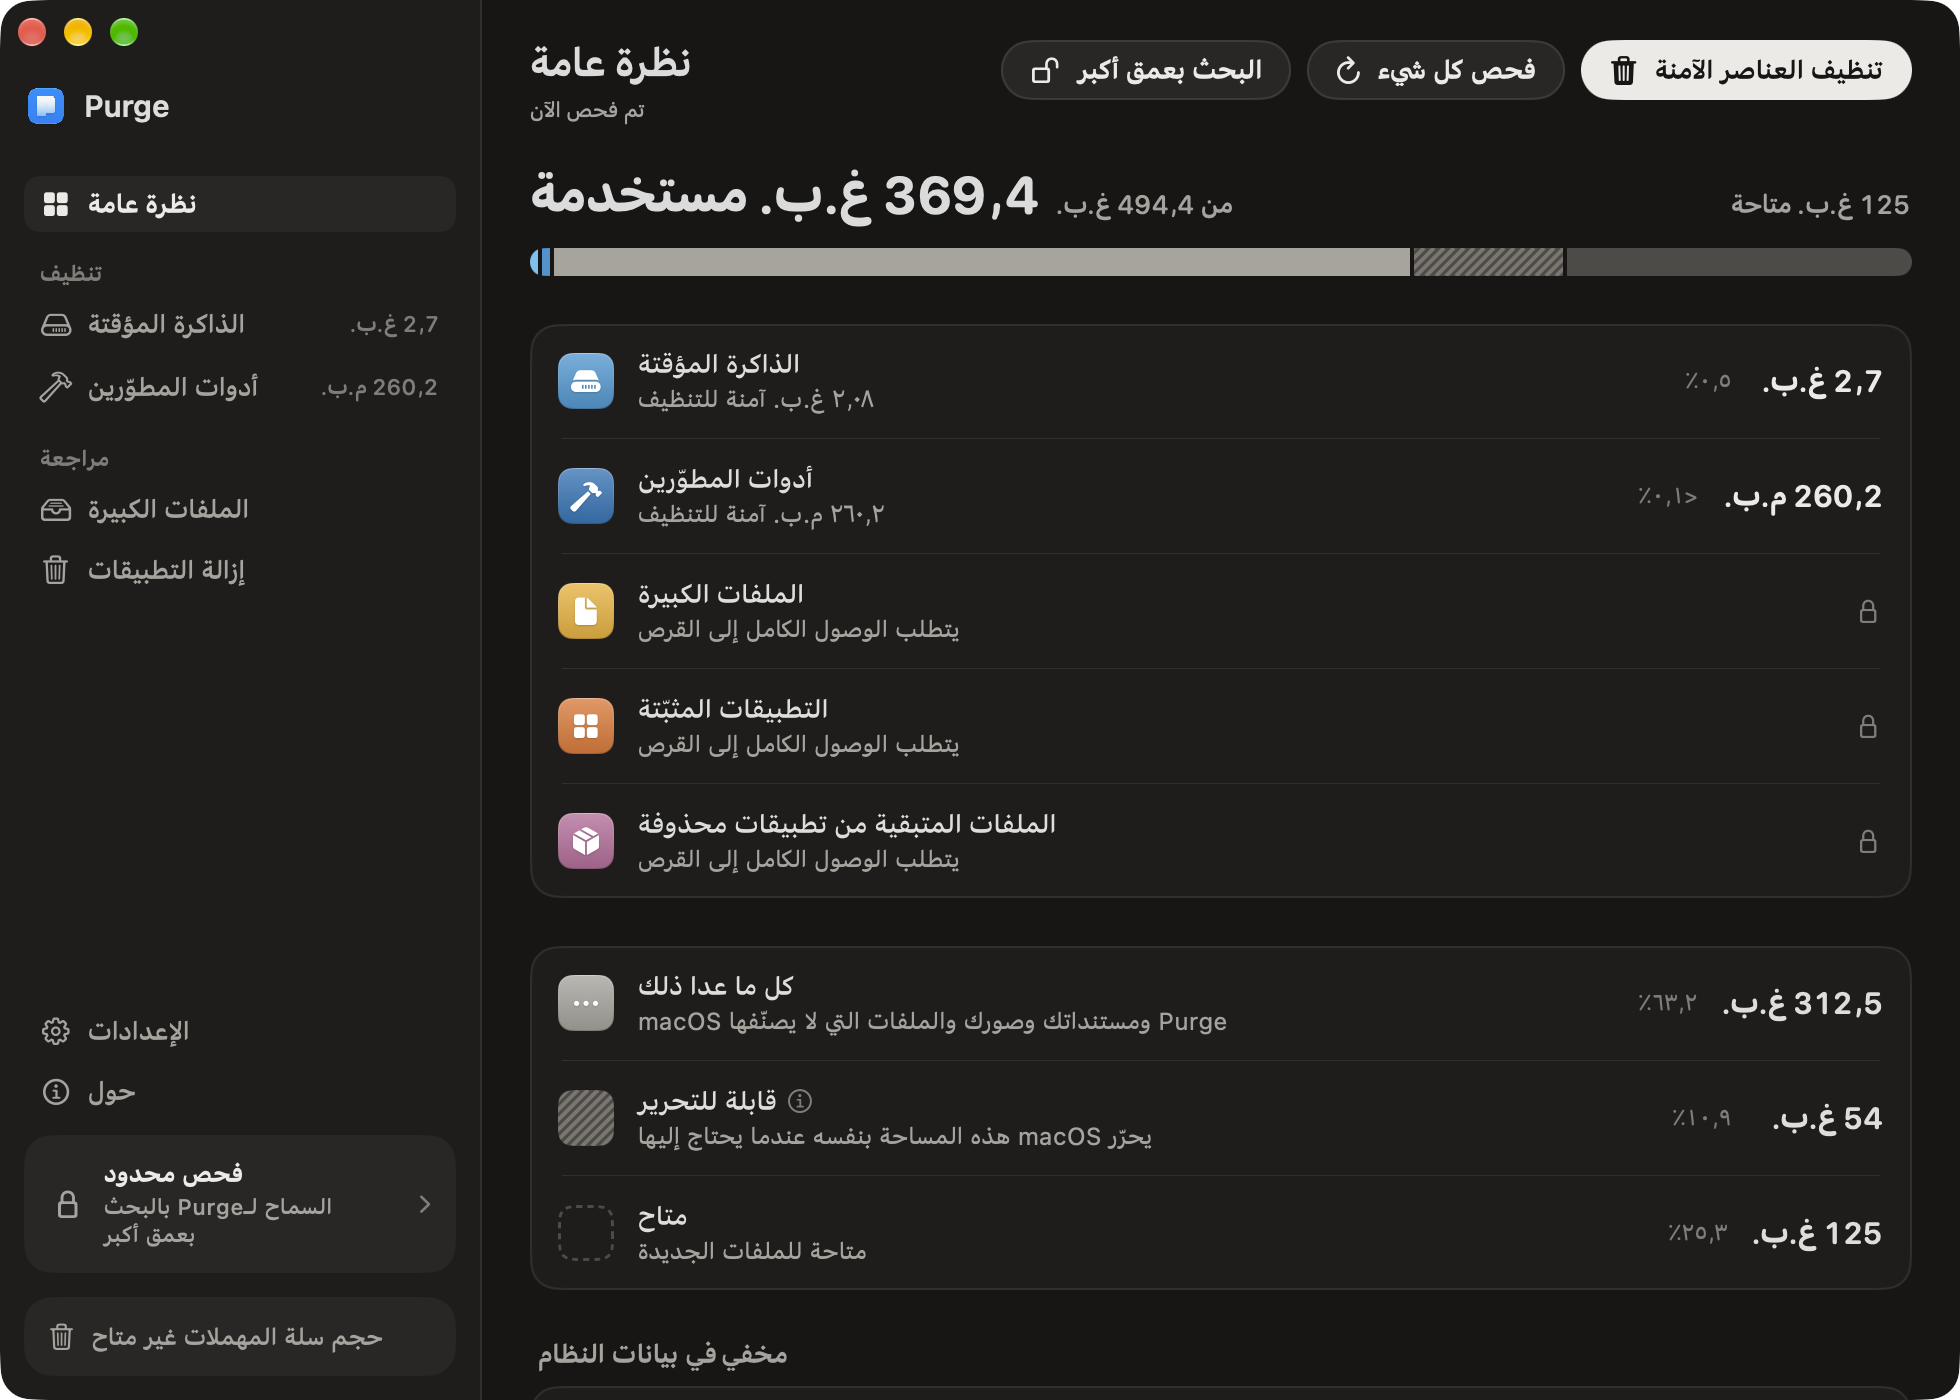 Purge
نظرة عامة
تنظيف
الذاكرة المؤقتة
2,7 غ.ب.
أدوات المطوّرين
260,2 م.ب.
مراجعة
الملفات الكبيرة
إزالة التطبيقات
الإعدادات
حول
فحص محدود
السماح لـPurge بالبحث
بعمق أكبر
حجم سلة المهملات غير متاح
نظرة عامة
تم فحص الآن
البحث بعمق أكبر
فحص كل شيء
تنظيف العناصر الآمنة
369,4 غ.ب. مستخدمة
من 494,4 غ.ب.
125 غ.ب. متاحة
الذاكرة المؤقتة
٢,٠٨ غ.ب. آمنة للتنظيف
٠,٥٪
2,7 غ.ب.
أدوات المطوّرين
٢٦٠,٢ م.ب. آمنة للتنظيف
<٠,١٪
260,2 م.ب.
الملفات الكبيرة
يتطلب الوصول الكامل إلى القرص
التطبيقات المثبّتة
يتطلب الوصول الكامل إلى القرص
الملفات المتبقية من تطبيقات محذوفة
يتطلب الوصول الكامل إلى القرص
كل ما عدا ذلك
macOS ومستنداتك وصورك والملفات التي لا يصنّفها Purge
٦٣,٢٪
312,5 غ.ب.
قابلة للتحرير
يحرّر macOS هذه المساحة بنفسه عندما يحتاج إليها
١٠,٩٪
54 غ.ب.
متاح
متاحة للملفات الجديدة
٢٥,٣٪
125 غ.ب.
مخفي في بيانات النظام